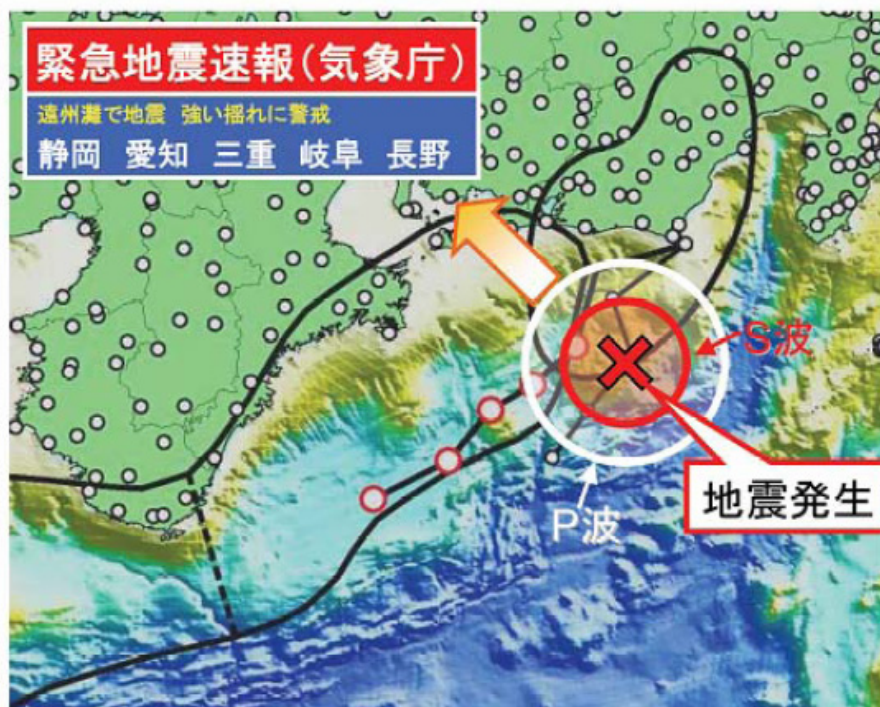 緊急地震速報(気象庁)
遠州灘で地震 強い揺れに警戒
静岡 愛知 三重 岐阜 長野
S波
地震発生
P波